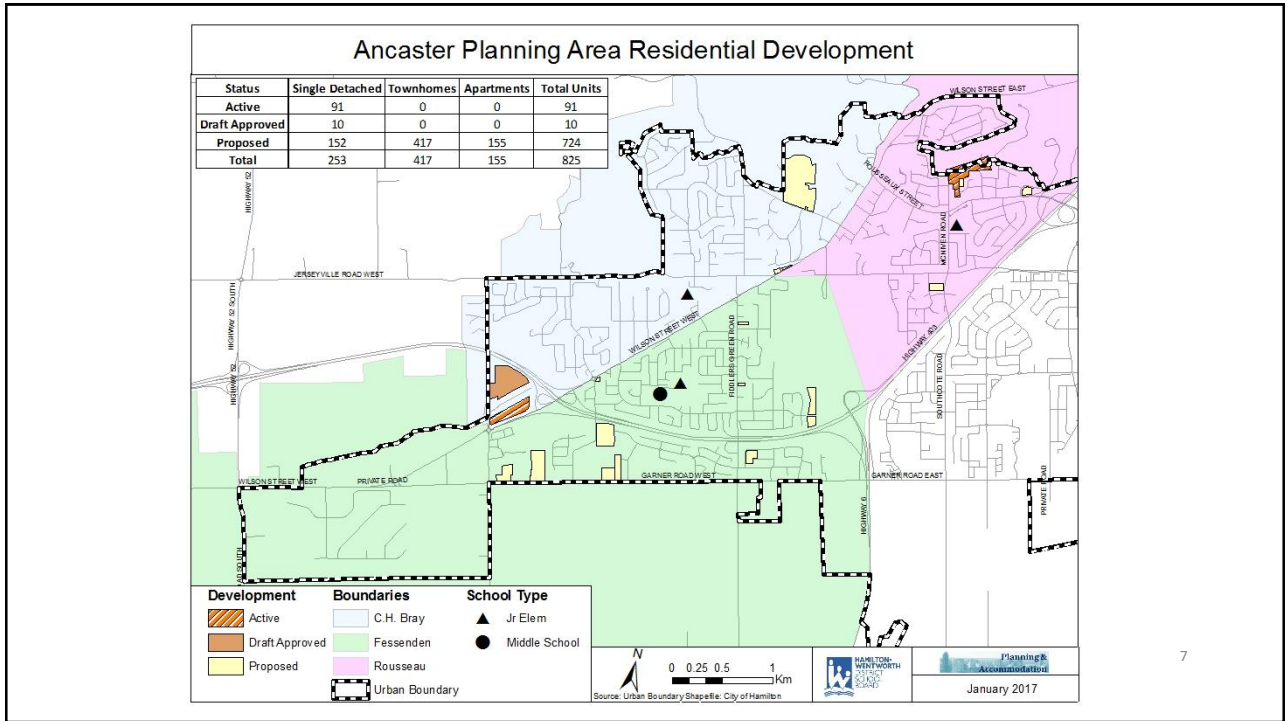 Ancaster Planning Area Residential Development
Status Single Detached Townhomes Apartments Total Units
Active 91 0 0 91
Draft Approved 10 0 0 10
Proposed 152 417 155 724
Total 253 417 155 825
WILSON STREET EAST
HIGHWAY 52
ROUSSEAUX STREET
MCNIVEN ROAD
JERSEYVILLE ROAD WEST
HIGHWAY 52 SOUTH
WILSON STREET WEST
FIDDLERS GREEN ROAD
HIGHWAY 403
SOUTHCOTE ROAD
HIGHWAY 52
WILSON STREET WEST
PRIVATE ROAD
GARNER ROAD WEST
GARNER ROAD EAST
HIGHWAY 6
PRIVATE ROAD
SOUTH
Development
Active
Draft Approved
Proposed
Boundaries
C.H. Bray
Fessenden
Rousseau
Urban Boundary
School Type
Jr Elem
Middle School
N
0 0.25 0.5 1
Km
Source: Urban Boundary Shapefile: City of Hamilton
HAMILTON-
WENTWORTH
DISTRICT
SCHOOL
BOARD
Planning &
Accommodation
January 2017
7